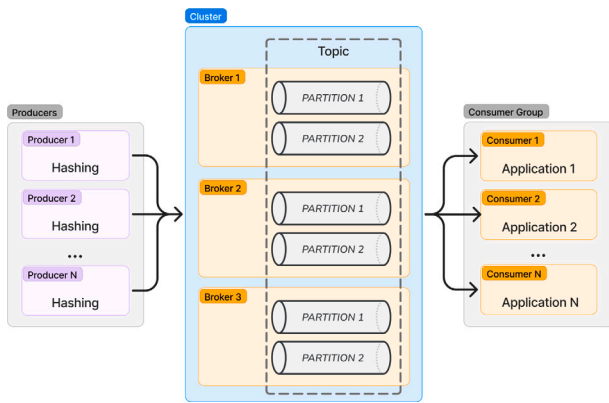 Cluster
Topic
Broker 1
PARTITION 1
PARTITION 2
Producers
Producer 1
Hashing
Producer 2
Hashing
...
Producer N
Hashing
Broker 2
PARTITION 1
PARTITION 2
Broker 3
PARTITION 1
PARTITION 2
Consumer Group
Consumer 1
Application 1
Consumer 2
Application 2
...
Consumer N
Application N